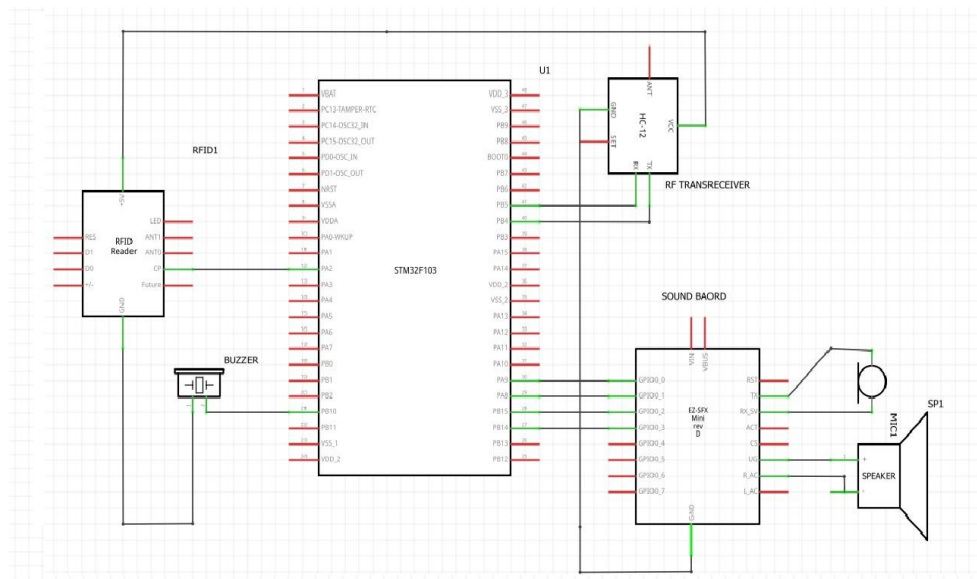 U1
RFID1
+5V
RFID
Reader
RES
D1
D0
+/-
LED
ANT1
ANT0
CP
Future
GND
BUZZER
STM32F103
VBAT
PC13-TAMPER-RTC
PC14-OSC32_IN
PC15-OSC32_OUT
PD0-OSC_IN
PD1-OSC_OUT
NRST
VSSA
VDDA
PA0-WKUP
PA1
PA2
PA3
PA4
PA5
PA6
PA7
PB0
PB1
PB2
PB10
PB11
VSS_1
VDD_2
VDD_3
VSS_3
PB9
PB8
BOOT0
PB7
PB6
PB5
PB4
PB3
PA15
PA14
VDD_2
VSS_2
PA13
PA12
PA11
PA10
PA9
PA8
PB15
PB14
PB13
PB12
ANT
GND
SET
HC-12
VCC
RX
TX
RF TRANSRECEIVER
SOUND BAORD
VIN
VBUS
EZ-SFX
Mini
rev
D
GPIO0_0
GPIO0_1
GPIO0_2
GPIO0_3
GPIO0_4
GPIO0_5
GPIO0_6
GPIO0_7
RST
TX
RX_5V
ACT
CS
UG
R_AC
L_AC
GND
MIC1
SP1
SPEAKER
+
-